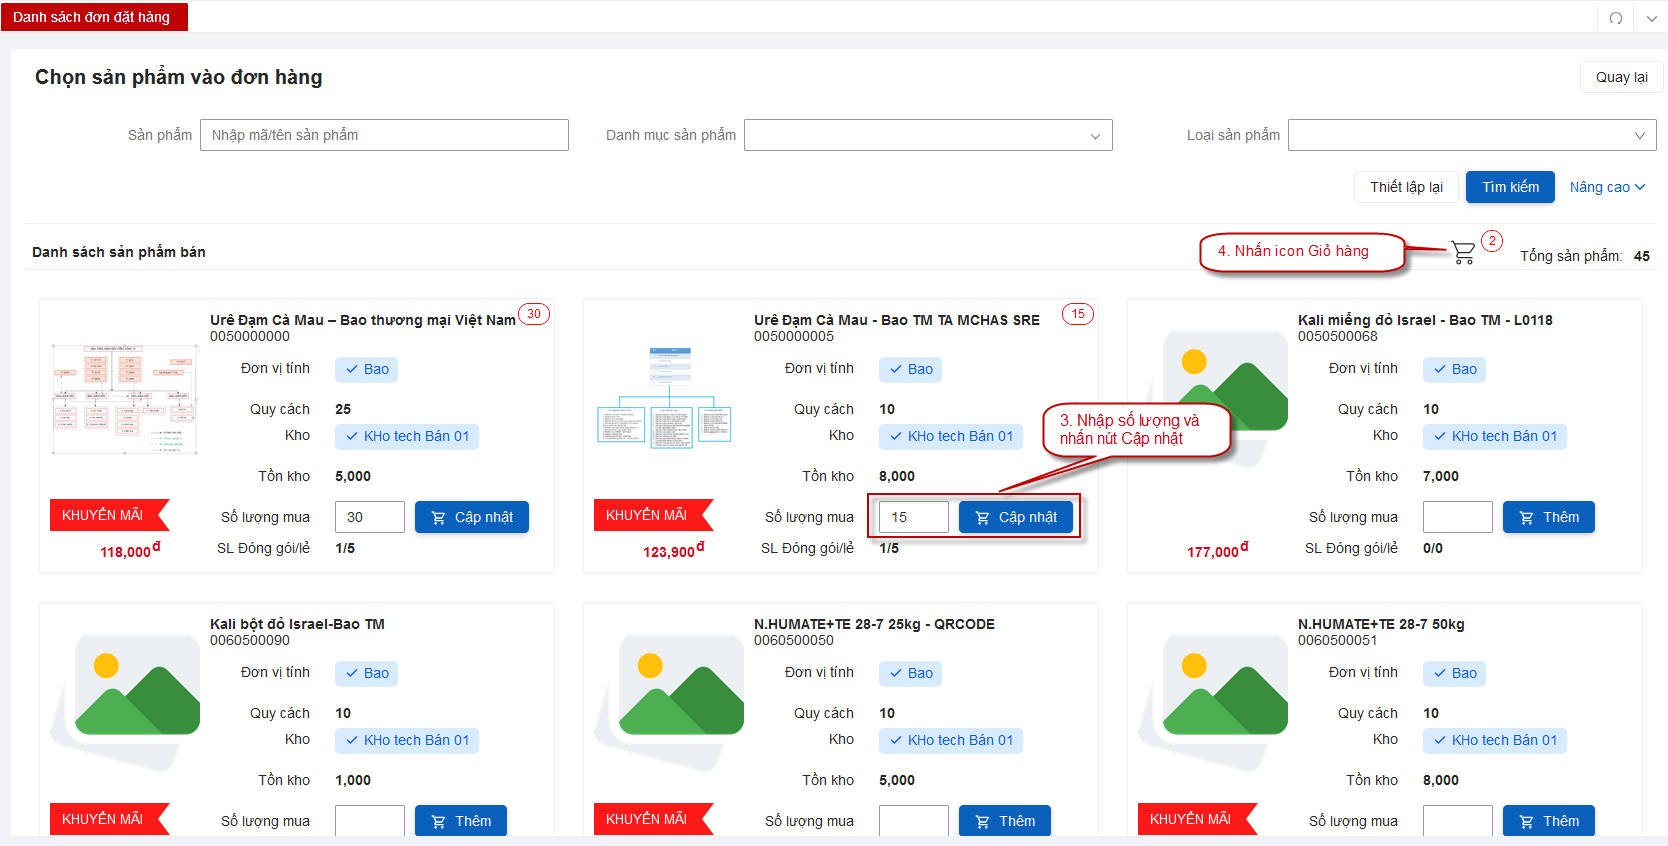 Danh sách đơn đặt hàng
Chọn sản phẩm vào đơn hàng
Quay lại
Sản phẩm
Nhập mã/tên sản phẩm
Danh mục sản phẩm
Loại sản phẩm
Thiết lập lại
Tìm kiếm
Nâng cao
Danh sách sản phẩm bán
4. Nhấn icon Giỏ hàng
2
Tổng sản phẩm: 45
Urê Đạm Cà Mau – Bao thương mại Việt Nam
30
0050000000
Đơn vị tính
Bao
Quy cách
25
Kho
KHo tech Bán 01
Tồn kho
5,000
KHUYẾN MÃI
Số lượng mua
30
Cập nhật
118,000đ
SL Đóng gói/lẻ
1/5
Urê Đạm Cà Mau - Bao TM TA MCHAS SRE
15
0050000005
Đơn vị tính
Bao
Quy cách
10
Kho
KHo tech Bán 01
3. Nhập số lượng và
nhấn nút Cập nhật
Tồn kho
8,000
KHUYẾN MÃI
Số lượng mua
15
Cập nhật
123,900đ
SL Đóng gói/lẻ
1/5
Kali miểng đỏ Israel - Bao TM - L0118
0050500068
Đơn vị tính
Bao
Quy cách
10
Kho
KHo tech Bán 01
Tồn kho
7,000
Số lượng mua
Thêm
177,000đ
SL Đóng gói/lẻ
0/0
Kali bột đỏ Israel-Bao TM
0060500090
Đơn vị tính
Bao
Quy cách
10
Kho
KHo tech Bán 01
Tồn kho
1,000
KHUYẾN MÃI
Số lượng mua
Thêm
N.HUMATE+TE 28-7 25kg - QRCODE
0060500050
Đơn vị tính
Bao
Quy cách
10
Kho
KHo tech Bán 01
Tồn kho
5,000
KHUYẾN MÃI
Số lượng mua
Thêm
N.HUMATE+TE 28-7 50kg
0060500051
Đơn vị tính
Bao
Quy cách
10
Kho
KHo tech Bán 01
Tồn kho
8,000
KHUYẾN MÃI
Số lượng mua
Thêm